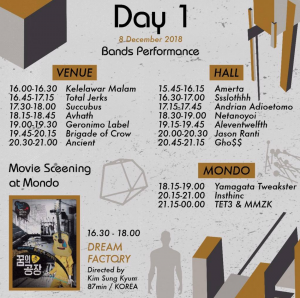 Day 1
8 December 2018
Bands Performance
VENUE
16.00-16.30 Kelelawar Malam
16.45-17.15 Total Jerks
17.30-18.00 Succubus
18.15-18.45 Avhath
19.00-19.30 Geronimo Label
19.45-20.15 Brigade of Crow
20.30-21.00 Ancient
HALL
15.45-16.15 Amerta
16.30-17.00 Ssslothhh
17.15-17.45 Andrian Adioetomo
18.30-19.00 Netanoyoi
19.15-19.45 Aleventwelfth
20.00-20.30 Jason Ranti
20.45-21.15 Gho$$
MONDO
18.15-19.00 Yamagata Tweakster
20.15-21.00 Insthinc
21.15-00.00 TET3 & MMZK
Movie Sceening
at Mondo
꿈의
공장
16.30 - 18.00
DREAM
FACTORY
Directed by
Kim Sung Kyum
87min / KOREA